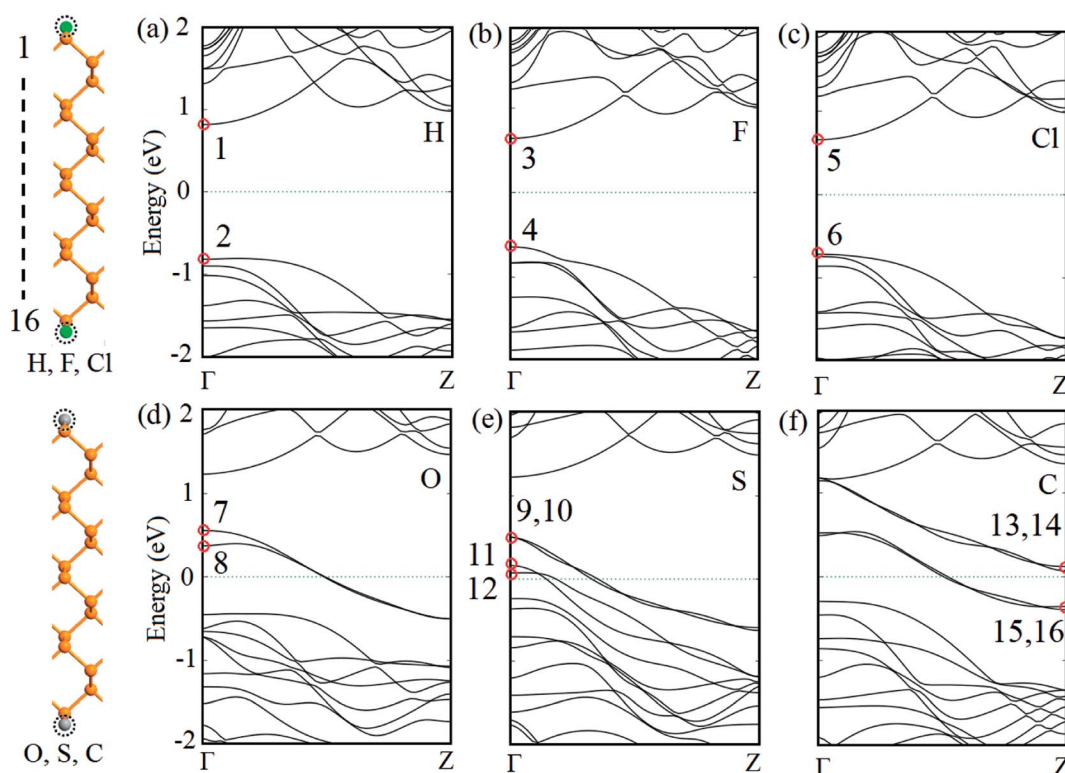 1
16
H, F, Cl
O, S, C
(a)
2
1
0
-1
-2
Energy (eV)
1
2
H
Γ
Z
(b)
3
4
F
Γ
Z
(c)
5
6
Cl
Γ
Z
(d)
2
1
0
-1
-2
Energy (eV)
7
8
O
Γ
Z
(e)
9,10
11
12
S
Γ
Z
(f)
13,14
15,16
C
Γ
Z